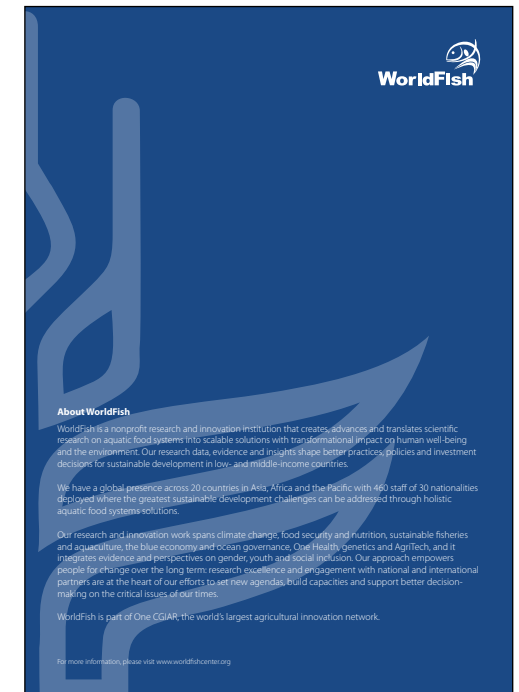 WorldFish
About WorldFish
WorldFish is a nonprofit research and innovation institution that creates, advances and translates scientific
research on aquatic food systems into scalable solutions with transformational impact on human well-being
and the environment. Our research data, evidence and insights shape better practices, policies and investment
decisions for sustainable development in low- and middle-income countries.
We have a global presence across 20 countries in Asia, Africa and the Pacific with 460 staff of 30 nationalities
deployed where the greatest sustainable development challenges can be addressed through holistic
aquatic food systems solutions.
Our research and innovation work spans climate change, food security and nutrition, sustainable fisheries
and aquaculture, the blue economy and ocean governance, One Health, genetics and AgriTech, and it
integrates evidence and perspectives on gender, youth and social inclusion. Our approach empowers
people for change over the long term: research excellence and engagement with national and international
partners are at the heart of our efforts to set new agendas, build capacities and support better decision-
making on the critical issues of our times.
WorldFish is part of One CGIAR, the world's largest agricultural innovation network.
For more information, please visit www.worldfishcenter.org